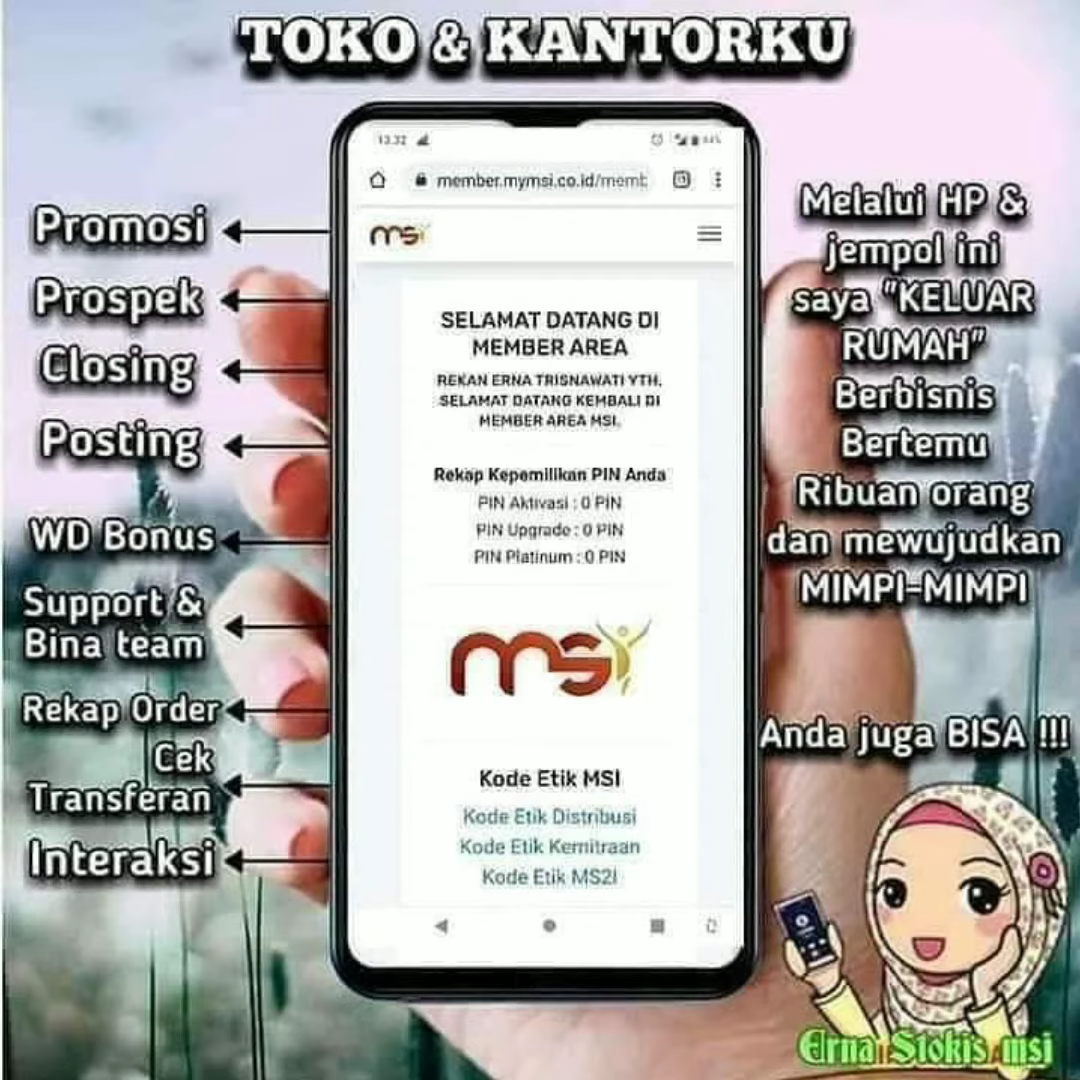 TOKO & KANTORKU
Promosi
Prospek
Closing
Posting
WD Bonus
Support &
Bina team
Rekap Order
Cek
Transferan
Interaksi
13.32
member.mymsi.co.id/memb
msi
SELAMAT DATANG DI
MEMBER AREA
REKAN ERNA TRISNAWATI YTH,
SELAMAT DATANG KEMBALI DI
MEMBER AREA MSI.
Rekap Kepemilikan PIN Anda
PIN Aktivasi : 0 PIN
PIN Upgrade : 0 PIN
PIN Platinum : 0 PIN
msi
Kode Etik MSI
Kode Etik Distribusi
Kode Etik Kemitraan
Kode Etik MS2I
Melalui HP &
jempol ini
saya "KELUAR
RUMAH"
Berbisnis
Bertemu
Ribuan orang
dan mewujudkan
MIMPI-MIMPI
Anda juga BISA !!!
Erna Stokis msi